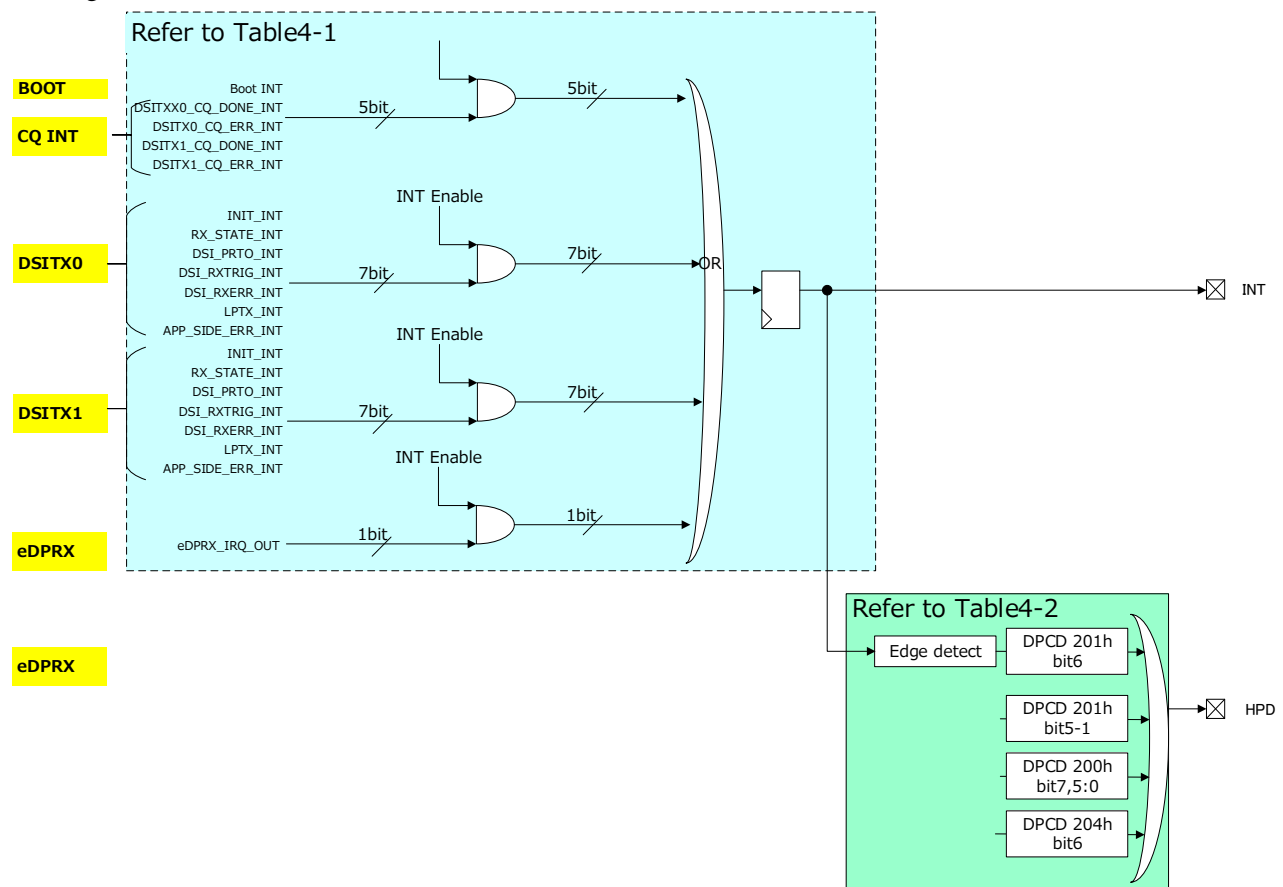 Refer to Table4-1
BOOT
Boot INT
DSITXX0_CQ_DONE_INT
CQ INT
DSITX0_CQ_ERR_INT
DSITX1_CQ_DONE_INT
DSITX1_CQ_ERR_INT
5bit
5bit
INT Enable
DSITX0
INIT_INT
RX_STATE_INT
DSI_PRTO_INT
DSI_RXTRIG_INT
DSI_RXERR_INT
LPTX_INT
APP_SIDE_ERR_INT
7bit
7bit
OR
INT
INT Enable
DSITX1
INIT_INT
RX_STATE_INT
DSI_PRTO_INT
DSI_RXTRIG_INT
DSI_RXERR_INT
LPTX_INT
APP_SIDE_ERR_INT
7bit
7bit
INT Enable
eDPRX
eDPRX_IRQ_OUT
1bit
1bit
Refer to Table4-2
eDPRX
Edge detect
DPCD 201h
bit6
DPCD 201h
bit5-1
HPD
DPCD 200h
bit7,5:0
DPCD 204h
bit6